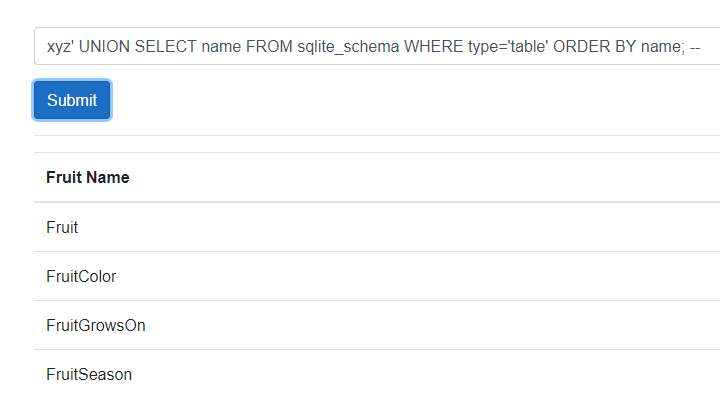 xyz' UNION SELECT name FROM sqlite_schema WHERE type='table' ORDER BY name; --
Submit
Fruit Name
Fruit
FruitColor
FruitGrowsOn
FruitSeason